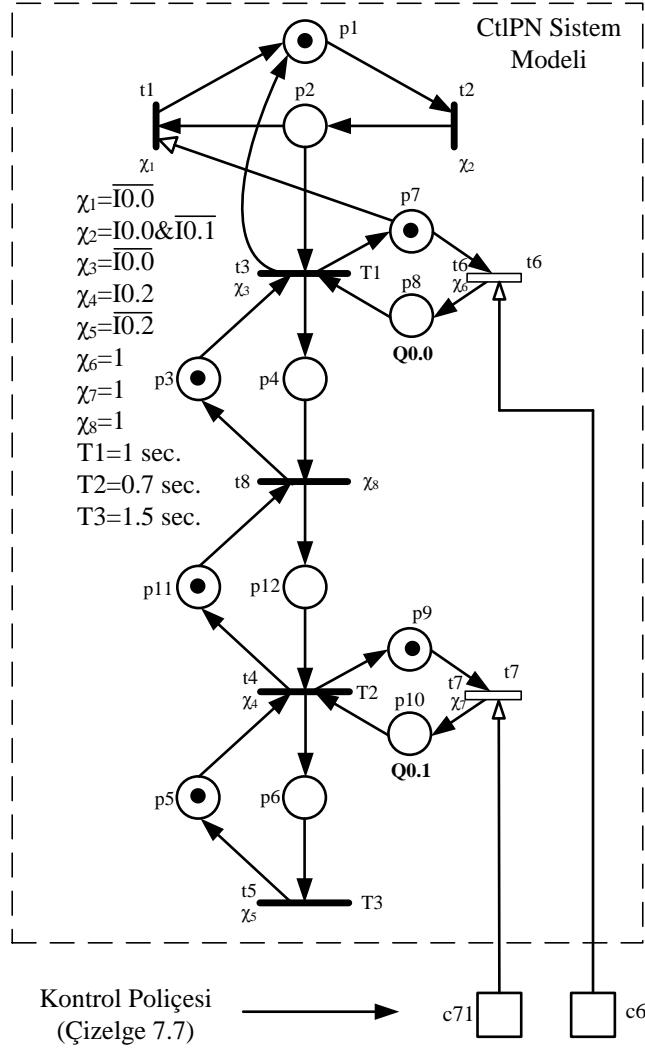 CtlPN Sistem
Modeli
p1
t1
p2
t2
χ1
χ2
p7
χ1=I̅0̅.̅0̅
χ2=I0.0&I̅0̅.̅1̅
χ3=I̅0̅.̅0̅
χ4=I0.2
χ5=I̅0̅.̅2̅
χ6=1
χ7=1
χ8=1
T1=1 sec.
T2=0.7 sec.
T3=1.5 sec.
t3
χ3
T1
t6
t6
χ6
p8
Q0.0
p3
p4
t8
χ8
p11
p12
p9
t4
χ4
T2
t7
t7
χ7
p10
Q0.1
p5
p6
t5
χ5
T3
Kontrol Poliçesi
(Çizelge 7.7)
c71
c6